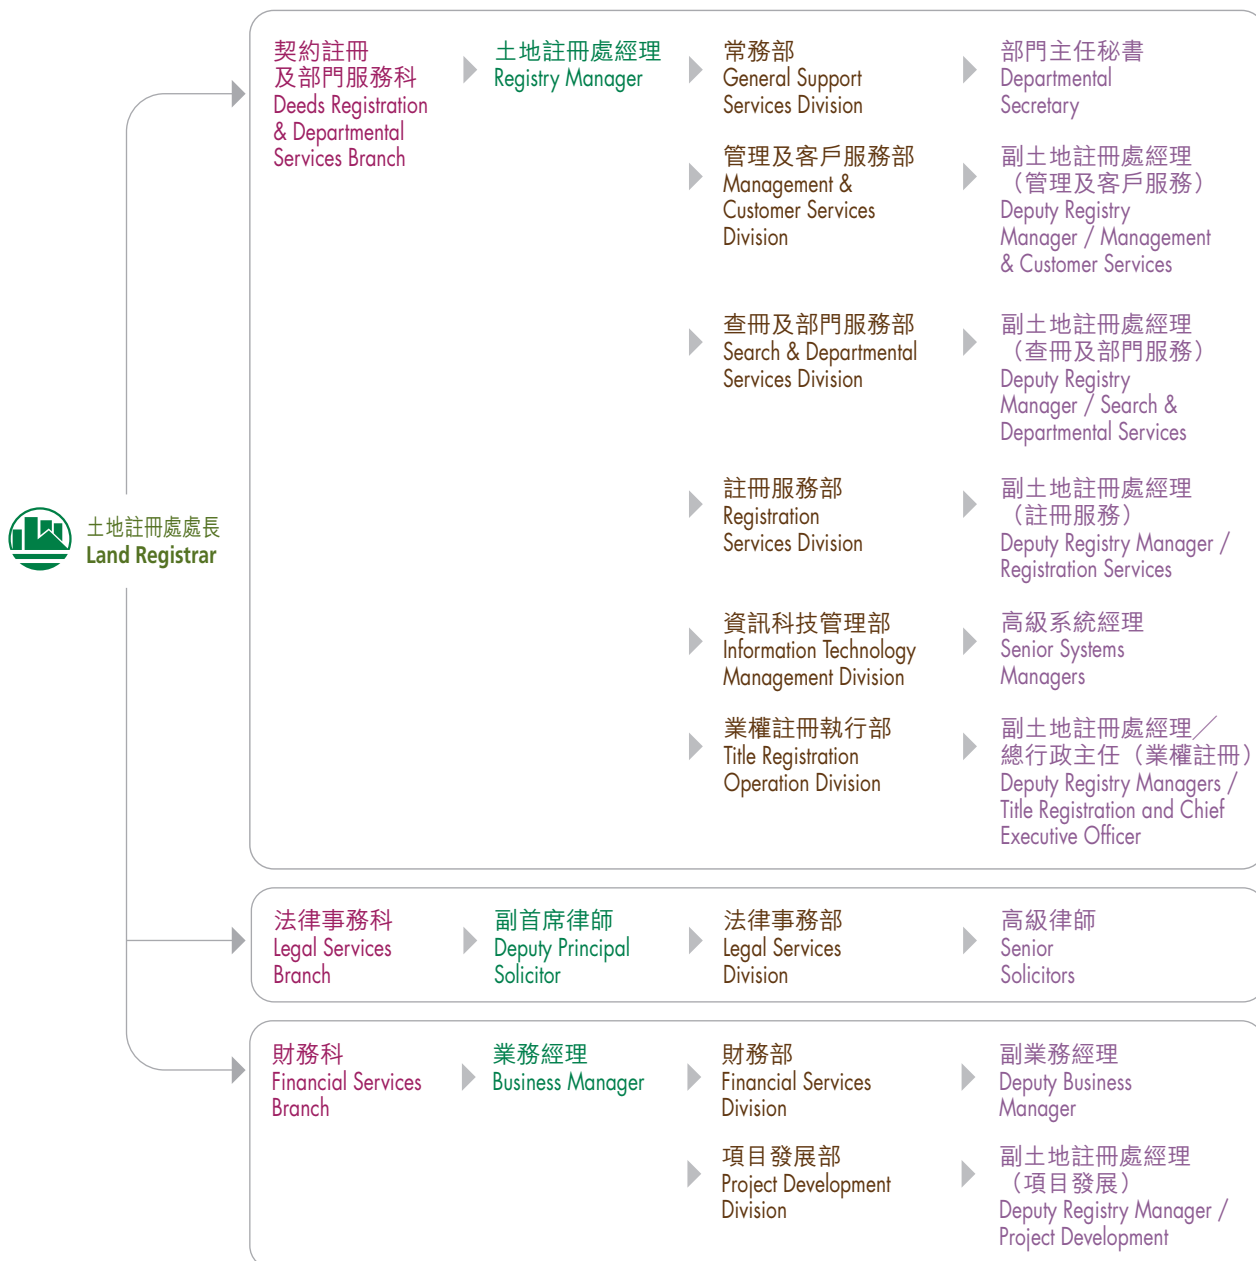 土地註冊處處長
Land Registrar
契約註冊
及部門服務科
Deeds Registration
& Departmental
Services Branch
土地註冊處經理
Registry Manager
常務部
General Support
Services Division
部門主任秘書
Departmental
Secretary
管理及客戶服務部
Management &
Customer Services
Division
副土地註冊處經理
（管理及客戶服務）
Deputy Registry
Manager / Management
& Customer Services
查冊及部門服務部
Search & Departmental
Services Division
副土地註冊處經理
（查冊及部門服務）
Deputy Registry
Manager / Search &
Departmental Services
註冊服務部
Registration
Services Division
副土地註冊處經理
（註冊服務）
Deputy Registry Manager /
Registration Services
資訊科技管理部
Information Technology
Management Division
高級系統經理
Senior Systems
Managers
業權註冊執行部
Title Registration
Operation Division
副土地註冊處經理／
總行政主任（業權註冊）
Deputy Registry Managers /
Title Registration and Chief
Executive Officer
法律事務科
Legal Services
Branch
副首席律師
Deputy Principal
Solicitor
法律事務部
Legal Services
Division
高級律師
Senior
Solicitors
財務科
Financial Services
Branch
業務經理
Business Manager
財務部
Financial Services
Division
副業務經理
Deputy Business
Manager
項目發展部
Project Development
Division
副土地註冊處經理
（項目發展）
Deputy Registry Manager /
Project Development